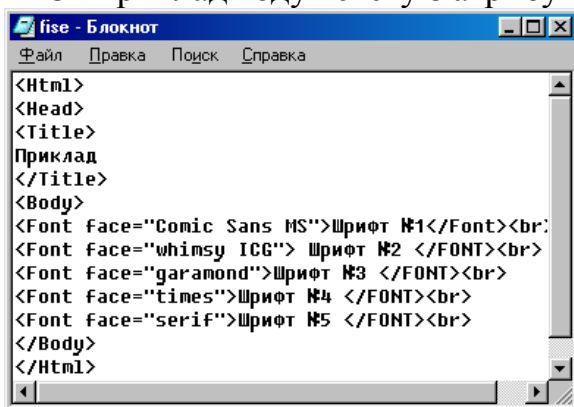 fise - Блокнот
Файл Правка Поиск Справка
<Html>
<Head>
<Title>
Приклад
</Title>
<Body>
<Font face="Comic Sans MS">Шрифт №1</Font><br>
<Font face="whimsy ICG"> Шрифт №2 </FONT><br>
<Font face="garamond">Шрифт №3 </FONT><br>
<Font face="times">Шрифт №4 </FONT><br>
<Font face="serif">Шрифт №5 </FONT><br>
</Body>
</Html>